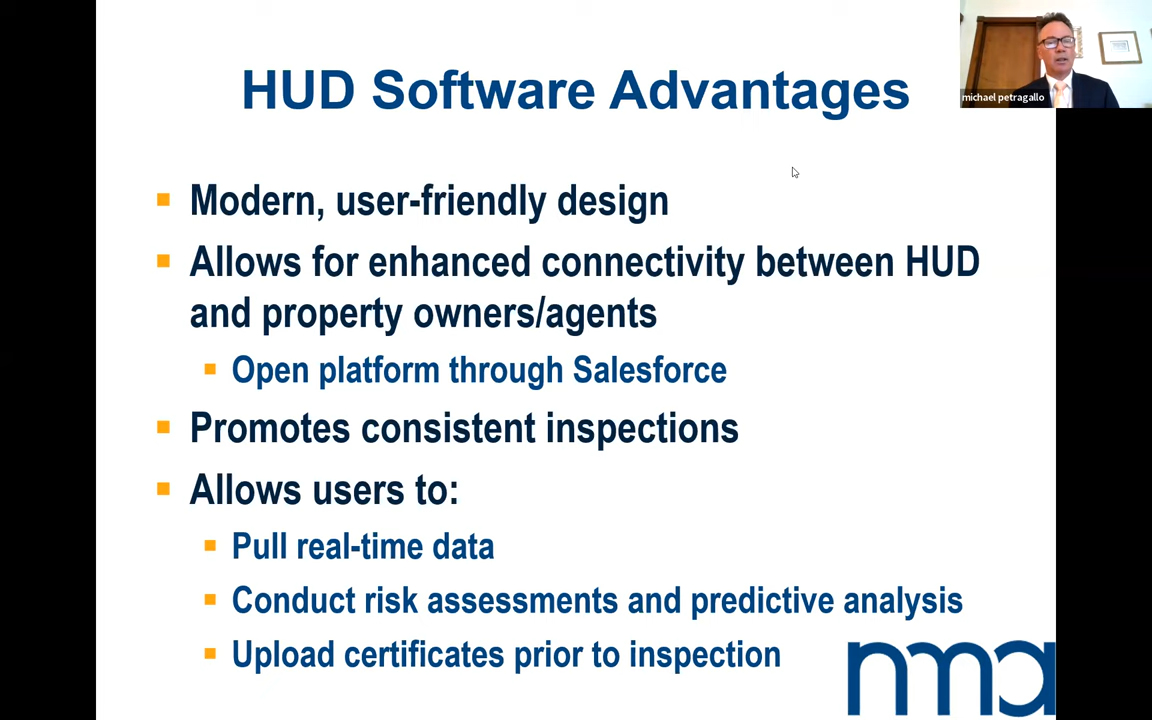 HUD Software Advantages
michael petragallo
Modern, user-friendly design
Allows for enhanced connectivity between HUD
and property owners/agents
Open platform through Salesforce
Promotes consistent inspections
Allows users to:
Pull real-time data
Conduct risk assessments and predictive analysis
Upload certificates prior to inspection
nma